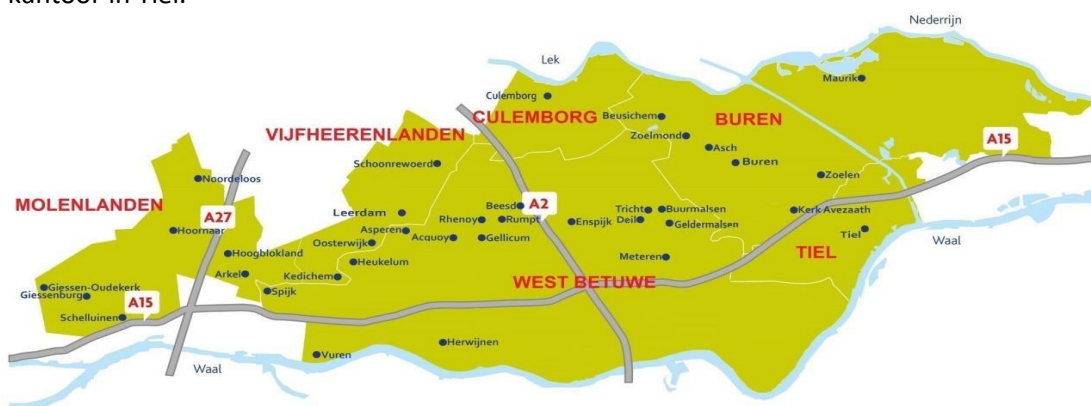 kantoor in Tiel.
Nederrijn
Lek
Maurik
Culemborg
CULEMBORG
Beusichem
BUREN
VIJFHEERENLANDEN
Zoelmond
A15
Asch
Schoonrewoerd
Buren
Noordeloos
Zoelen
MOLENLANDEN
A27
Leerdam
Beesd
A2
Tricht
Buurmalsen
Kerk Avezaath
Rhenoy
Rumpt
Enspijk
Deil
Geldermalsen
Hoornaar
Asperen
Acquoy
Gellicum
Tiel
Waal
Oosterwijk
Hoogblokland
TIEL
Heukelum
Meteren
Arkel
Kedichem
WEST BETUWE
Giessen-Oudekerk
Spijk
Giessenburg
A15
Schelluinen
Herwijnen
Vuren
Waal